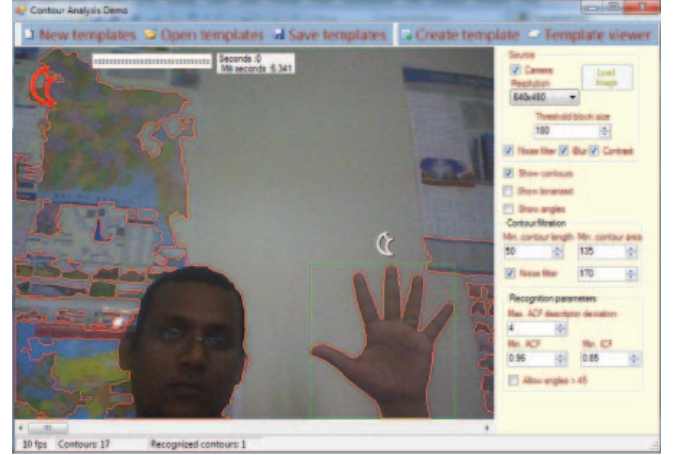 Contour Analysis Demo
New templates Open templates Save templates Create template Template viewer
Seconds :0
Mili seconds :6.341
Source
Camera
Load Image
Resolution
640x480
Threshold block size
180
Noise filter Blur Contrast
Show contours
Show binarized
Show angles
Contour filtration
Min. contour length Min. contour area
50 135
Noise filter 170
Recognition parameters
Max. ACF descriptor deviation
4
Min. ACF Min. ICF
0.96 0.85
Allow angles > 45
10 fps Contours: 17 Recognized contours: 1